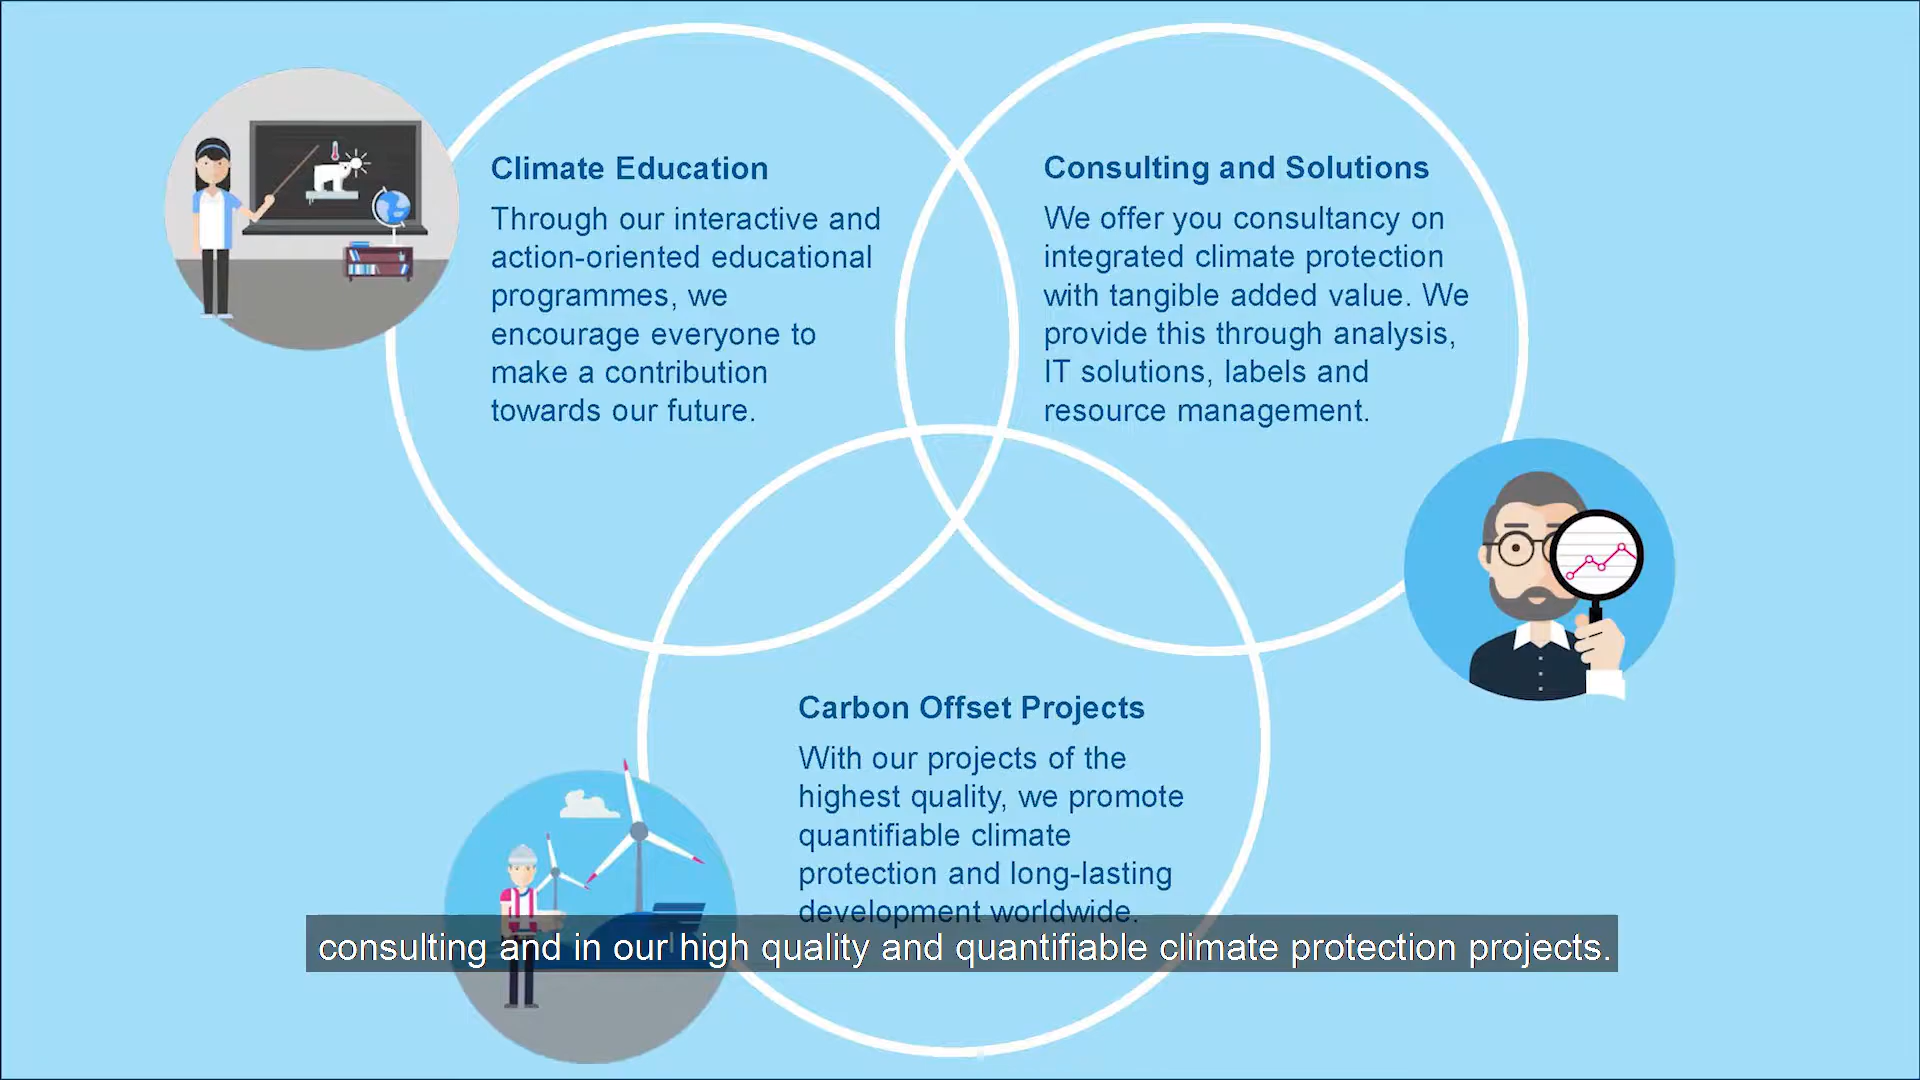 Climate Education
Through our interactive and
action-oriented educational
programmes, we
encourage everyone to
make a contribution
towards our future.
Consulting and Solutions
We offer you consultancy on
integrated climate protection
with tangible added value. We
provide this through analysis,
IT solutions, labels and
resource management.
Carbon Offset Projects
With our projects of the
highest quality, we promote
quantifiable climate
protection and long-lasting
development worldwide.
consulting and in our high quality and quantifiable climate protection projects.